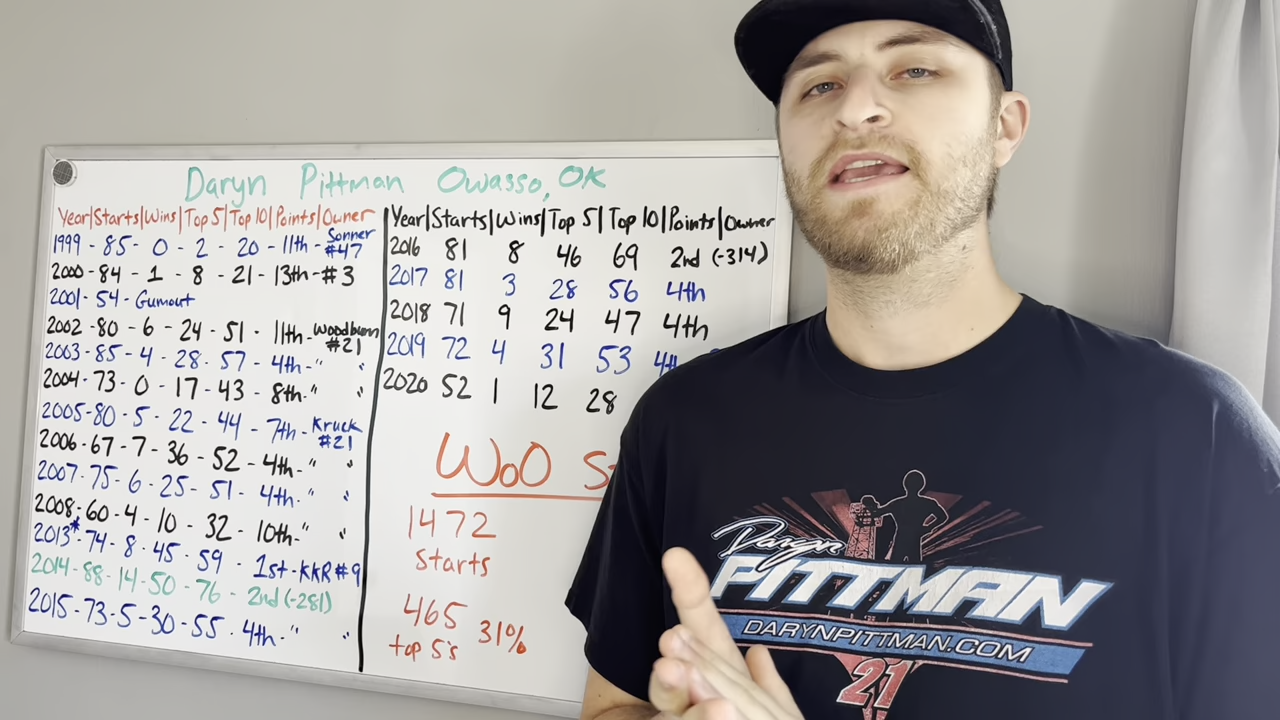 Daryn Pittman Owasso, OK
Year|Starts|Wins|Top 5|Top 10|Points|Owner
1999 - 85 - 0 - 2 - 20 - 11th - Sonner #47
2000 - 84 - 1 - 8 - 21 - 13th - #3
2001 - 54 - Gumout
2002 - 80 - 6 - 24 - 51 - 11th - Woodburn #21
2003 - 85 - 4 - 28 - 57 - 4th - " "
2004 - 73 - 0 - 17 - 43 - 8th - "
2005 - 80 - 5 - 22 - 44 - 7th - Kruck #21
2006 - 67 - 7 - 36 - 52 - 4th - " "
2007 - 75 - 6 - 25 - 51 - 4th - " "
2008 - 60 - 4 - 10 - 32 - 10th - " "
2013* - 74 - 8 - 45 - 59 - 1st - KKR #9
2014 - 88 - 14 - 50 - 76 - 2nd (-281)
2015 - 73 - 5 - 30 - 55 - 4th - " "
Year|Starts|Wins|Top 5|Top 10|Points|Owner
2016 81 8 46 69 2nd (-314)
2017 81 3 28 56 4th
2018 71 9 24 47 4th
2019 72 4 31 53 4th
2020 52 1 12 28
WoO St
1472
Starts
465 31%
top 5's
Daryn
PITTMAN
DARYNPITTMAN.COM
21